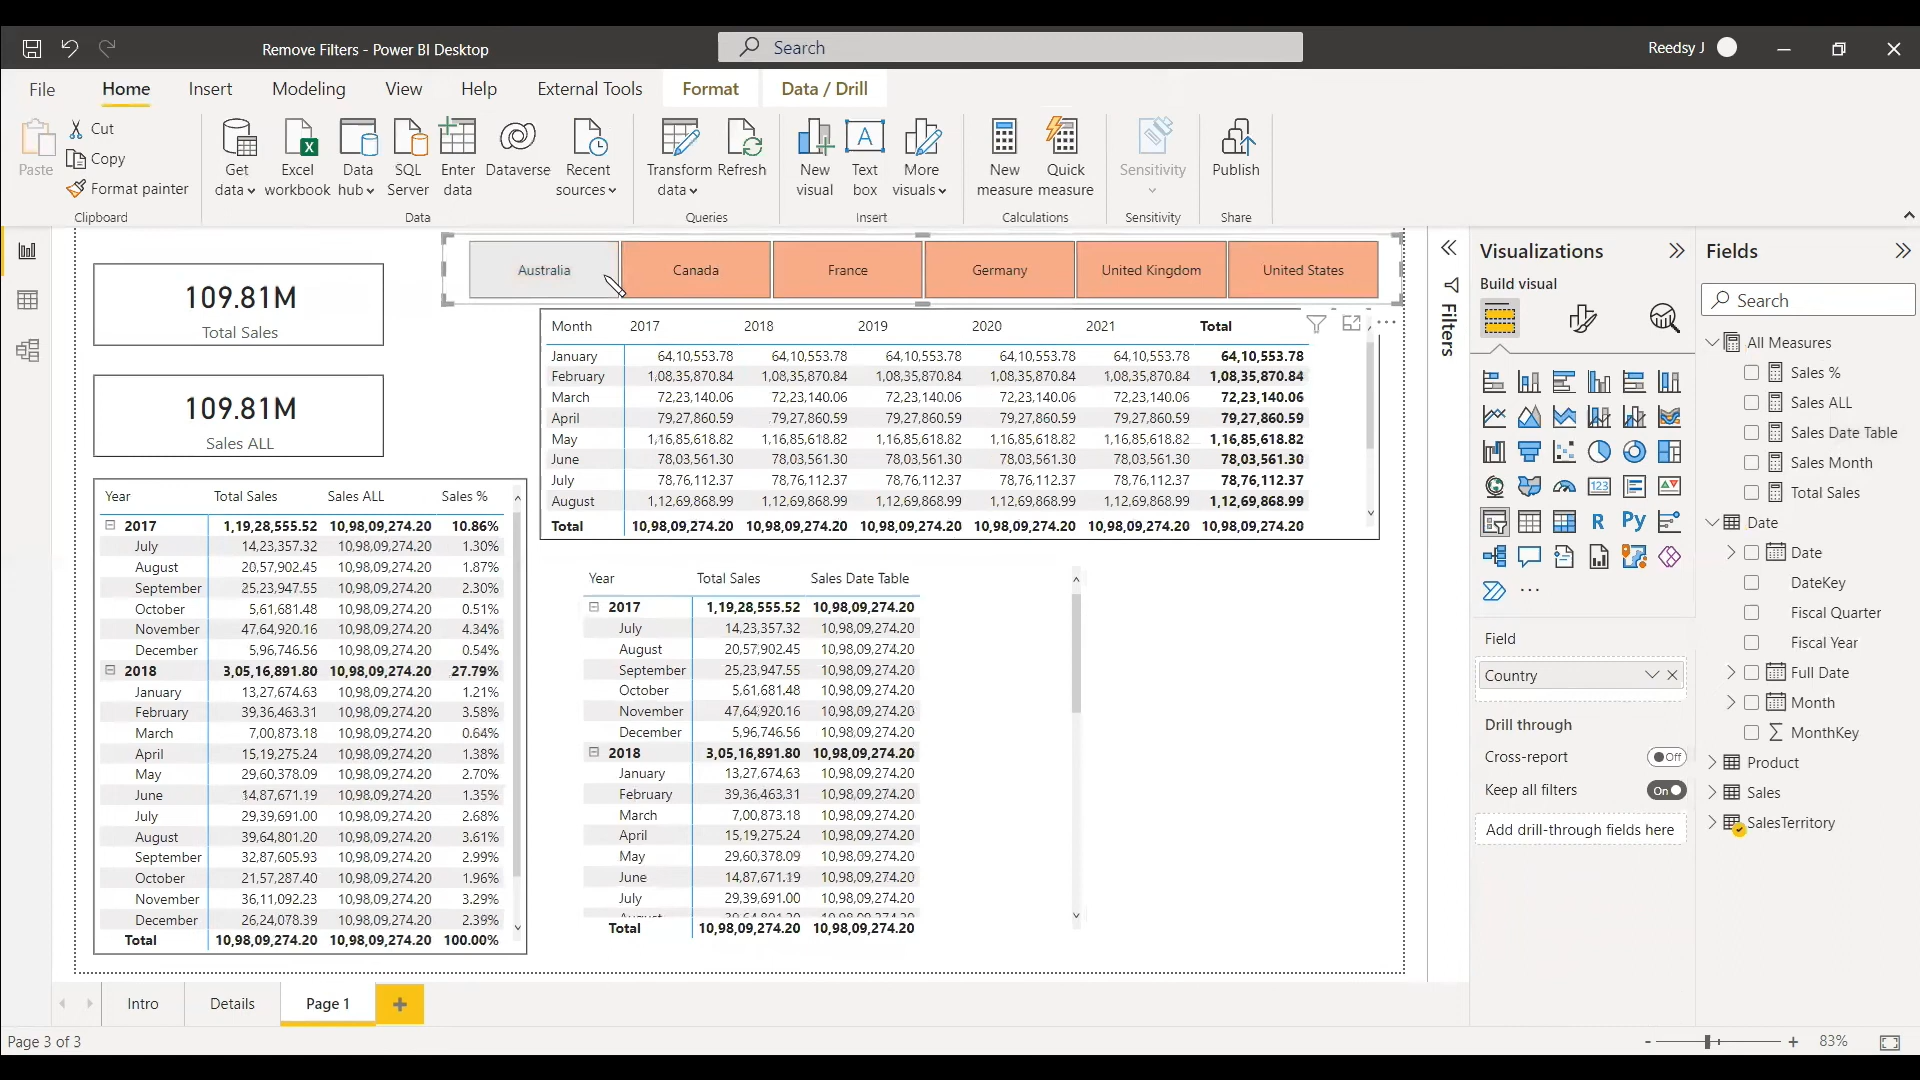 Remove Filters - Power BI Desktop
Search
Reedsy J
File Home Insert Modeling View Help External Tools Format Data / Drill
Paste
Cut
Copy
Format painter
Clipboard
Get data
Excel workbook
Data hub
SQL Server
Enter data
Dataverse
Recent sources
Data
Transform data
Refresh
Queries
New visual
Text box
More visuals
Insert
New measure
Quick measure
Calculations
Sensitivity
Sensitivity
Publish
Share
109.81M
Total Sales
109.81M
Sales ALL
Australia Canada France Germany United Kingdom United States
Month 2017 2018 2019 2020 2021 Total
January 64,10,553.78 64,10,553.78 64,10,553.78 64,10,553.78 64,10,553.78 64,10,553.78
February 1,08,35,870.84 1,08,35,870.84 1,08,35,870.84 1,08,35,870.84 1,08,35,870.84 1,08,35,870.84
March 72,23,140.06 72,23,140.06 72,23,140.06 72,23,140.06 72,23,140.06 72,23,140.06
April 79,27,860.59 79,27,860.59 79,27,860.59 79,27,860.59 79,27,860.59 79,27,860.59
May 1,16,85,618.82 1,16,85,618.82 1,16,85,618.82 1,16,85,618.82 1,16,85,618.82 1,16,85,618.82
June 78,03,561.30 78,03,561.30 78,03,561.30 78,03,561.30 78,03,561.30 78,03,561.30
July 78,76,112.37 78,76,112.37 78,76,112.37 78,76,112.37 78,76,112.37 78,76,112.37
August 1,12,69,868.99 1,12,69,868.99 1,12,69,868.99 1,12,69,868.99 1,12,69,868.99 1,12,69,868.99
Total 10,98,09,274.20 10,98,09,274.20 10,98,09,274.20 10,98,09,274.20 10,98,09,274.20 10,98,09,274.20
Year Total Sales Sales ALL Sales %
2017 1,19,28,555.52 10,98,09,274.20 10.86%
July 14,23,357.32 10,98,09,274.20 1.30%
August 20,57,902.45 10,98,09,274.20 1.87%
September 25,23,947.55 10,98,09,274.20 2.30%
October 5,61,681.48 10,98,09,274.20 0.51%
November 47,64,920.16 10,98,09,274.20 4.34%
December 5,96,746.56 10,98,09,274.20 0.54%
2018 3,05,16,891.80 10,98,09,274.20 27.79%
January 13,27,674.63 10,98,09,274.20 1.21%
February 39,36,463.31 10,98,09,274.20 3.58%
March 7,00,873.18 10,98,09,274.20 0.64%
April 15,19,275.24 10,98,09,274.20 1.38%
May 29,60,378.09 10,98,09,274.20 2.70%
June 14,87,671.19 10,98,09,274.20 1.35%
July 29,39,691.00 10,98,09,274.20 2.68%
August 39,64,801.20 10,98,09,274.20 3.61%
September 32,87,605.93 10,98,09,274.20 2.99%
October 21,57,287.40 10,98,09,274.20 1.96%
November 36,11,092.23 10,98,09,274.20 3.29%
December 26,24,078.39 10,98,09,274.20 2.39%
Total 10,98,09,274.20 10,98,09,274.20 100.00%
Year Total Sales Sales Date Table
2017 1,19,28,555.52 10,98,09,274.20
July 14,23,357.32 10,98,09,274.20
August 20,57,902.45 10,98,09,274.20
September 25,23,947.55 10,98,09,274.20
October 5,61,681.48 10,98,09,274.20
November 47,64,920.16 10,98,09,274.20
December 5,96,746.56 10,98,09,274.20
2018 3,05,16,891.80 10,98,09,274.20
January 13,27,674.63 10,98,09,274.20
February 39,36,463.31 10,98,09,274.20
March 7,00,873.18 10,98,09,274.20
April 15,19,275.24 10,98,09,274.20
May 29,60,378.09 10,98,09,274.20
June 14,87,671.19 10,98,09,274.20
July 29,39,691.00 10,98,09,274.20
Total 10,98,09,274.20 10,98,09,274.20
Filters
Visualizations
Build visual
R Py
123
Field
Country
Drill through
Cross-report Off
Keep all filters On
Add drill-through fields here
Fields
Search
All Measures
Sales %
Sales ALL
Sales Date Table
Sales Month
Total Sales
Date
Date
DateKey
Fiscal Quarter
Fiscal Year
Full Date
Month
MonthKey
Product
Sales
SalesTerritory
Intro Details Page 1
Page 3 of 3
83%